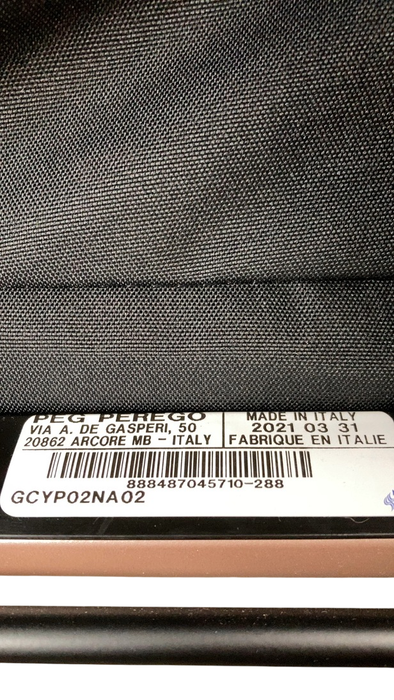 PEG PEREGO
VIA A. DE GASPERI, 50
20862 ARCORE MB - ITALY
MADE IN ITALY
2021 03 31
FABRIQUE EN ITALIE
888487045710-288
GCYP02NA02